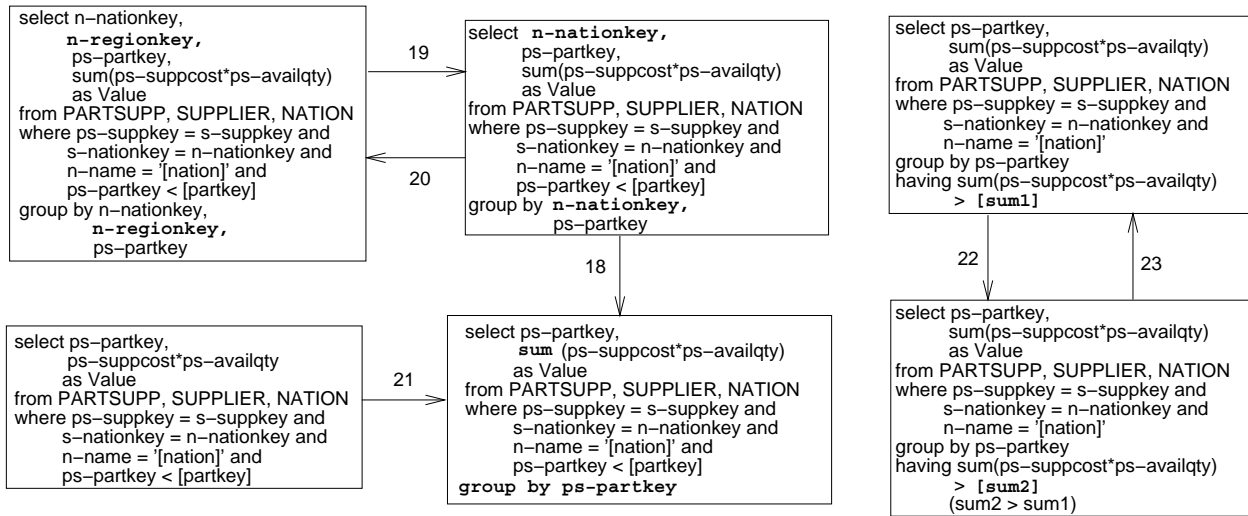 select n−nationkey,
n-regionkey,
ps−partkey,
sum(ps−suppcost*ps−availqty)
as Value
from PARTSUPP, SUPPLIER, NATION
where ps−suppkey = s−suppkey and
s−nationkey = n−nationkey and
n−name = '[nation]' and
ps−partkey < [partkey]
group by n−nationkey,
n-regionkey,
ps−partkey
19
20
select n-nationkey,
ps−partkey,
sum(ps−suppcost*ps−availqty)
as Value
from PARTSUPP, SUPPLIER, NATION
where ps−suppkey = s−suppkey and
s−nationkey = n−nationkey and
n−name = '[nation]' and
ps−partkey < [partkey]
group by n-nationkey,
ps−partkey
18
select ps−partkey,
ps−suppcost*ps−availqty
as Value
from PARTSUPP, SUPPLIER, NATION
where ps−suppkey = s−suppkey and
s−nationkey = n−nationkey and
n−name = '[nation]' and
ps−partkey < [partkey]
21
select ps−partkey,
sum (ps−suppcost*ps−availqty)
as Value
from PARTSUPP, SUPPLIER, NATION
where ps−suppkey = s−suppkey and
s−nationkey = n−nationkey and
n−name = '[nation]' and
ps−partkey < [partkey]
group by ps-partkey
select ps−partkey,
sum(ps−suppcost*ps−availqty)
as Value
from PARTSUPP, SUPPLIER, NATION
where ps−suppkey = s−suppkey and
s−nationkey = n−nationkey and
n−name = '[nation]'
group by ps−partkey
having sum(ps−suppcost*ps−availqty)
> [sum1]
22
23
select ps−partkey,
sum(ps−suppcost*ps−availqty)
as Value
from PARTSUPP, SUPPLIER, NATION
where ps−suppkey = s−suppkey and
s−nationkey = n−nationkey and
n−name = '[nation]'
group by ps−partkey
having sum(ps−suppcost*ps−availqty)
> [sum2]
(sum2 > sum1)